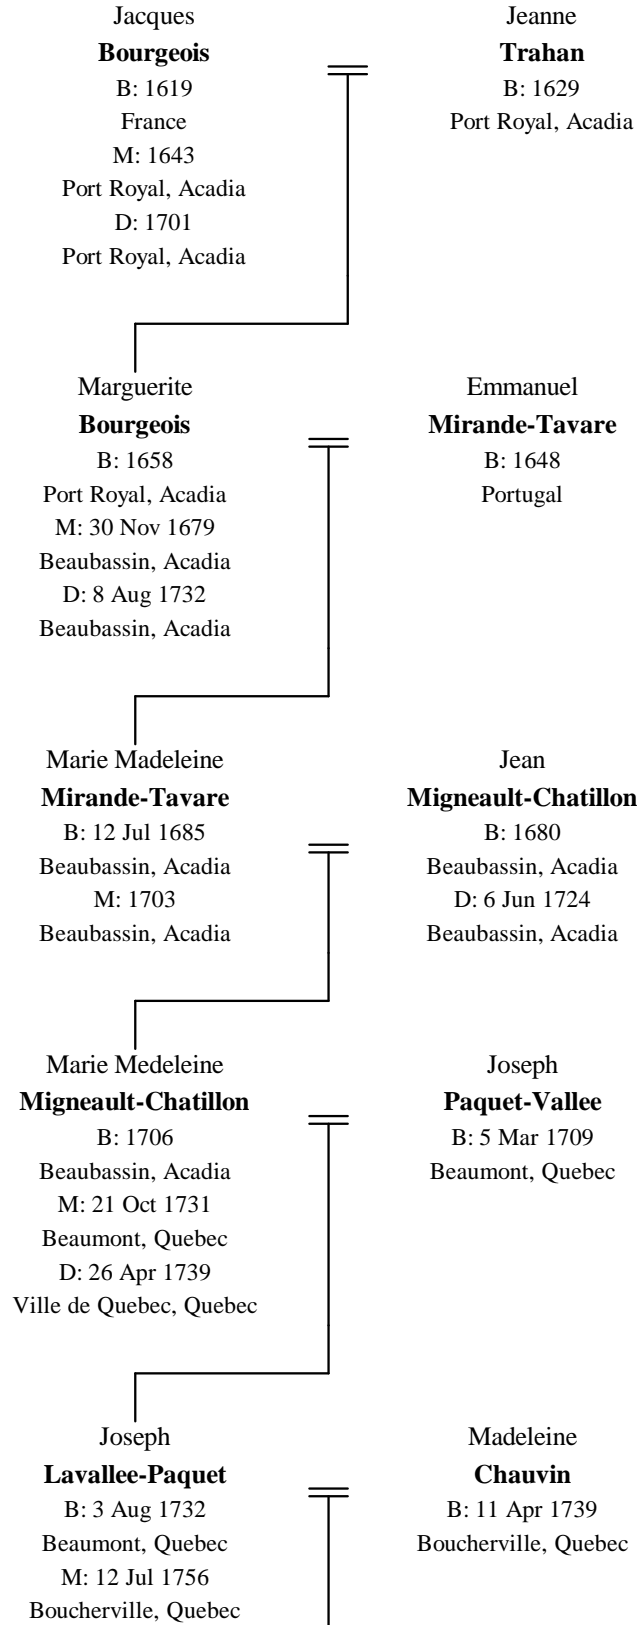 Jacques
Bourgeois
B: 1619
France
M: 1643
Port Royal, Acadia
D: 1701
Port Royal, Acadia
Jeanne
Trahan
B: 1629
Port Royal, Acadia
Marguerite
Bourgeois
B: 1658
Port Royal, Acadia
M: 30 Nov 1679
Beaubassin, Acadia
D: 8 Aug 1732
Beaubassin, Acadia
Emmanuel
Mirande-Tavare
B: 1648
Portugal
Marie Madeleine
Mirande-Tavare
B: 12 Jul 1685
Beaubassin, Acadia
M: 1703
Beaubassin, Acadia
Jean
Migneault-Chatillon
B: 1680
Beaubassin, Acadia
D: 6 Jun 1724
Beaubassin, Acadia
Marie Medeleine
Migneault-Chatillon
B: 1706
Beaubassin, Acadia
M: 21 Oct 1731
Beaumont, Quebec
D: 26 Apr 1739
Ville de Quebec, Quebec
Joseph
Paquet-Vallee
B: 5 Mar 1709
Beaumont, Quebec
Joseph
Lavallee-Paquet
B: 3 Aug 1732
Beaumont, Quebec
M: 12 Jul 1756
Boucherville, Quebec
Madeleine
Chauvin
B: 11 Apr 1739
Boucherville, Quebec